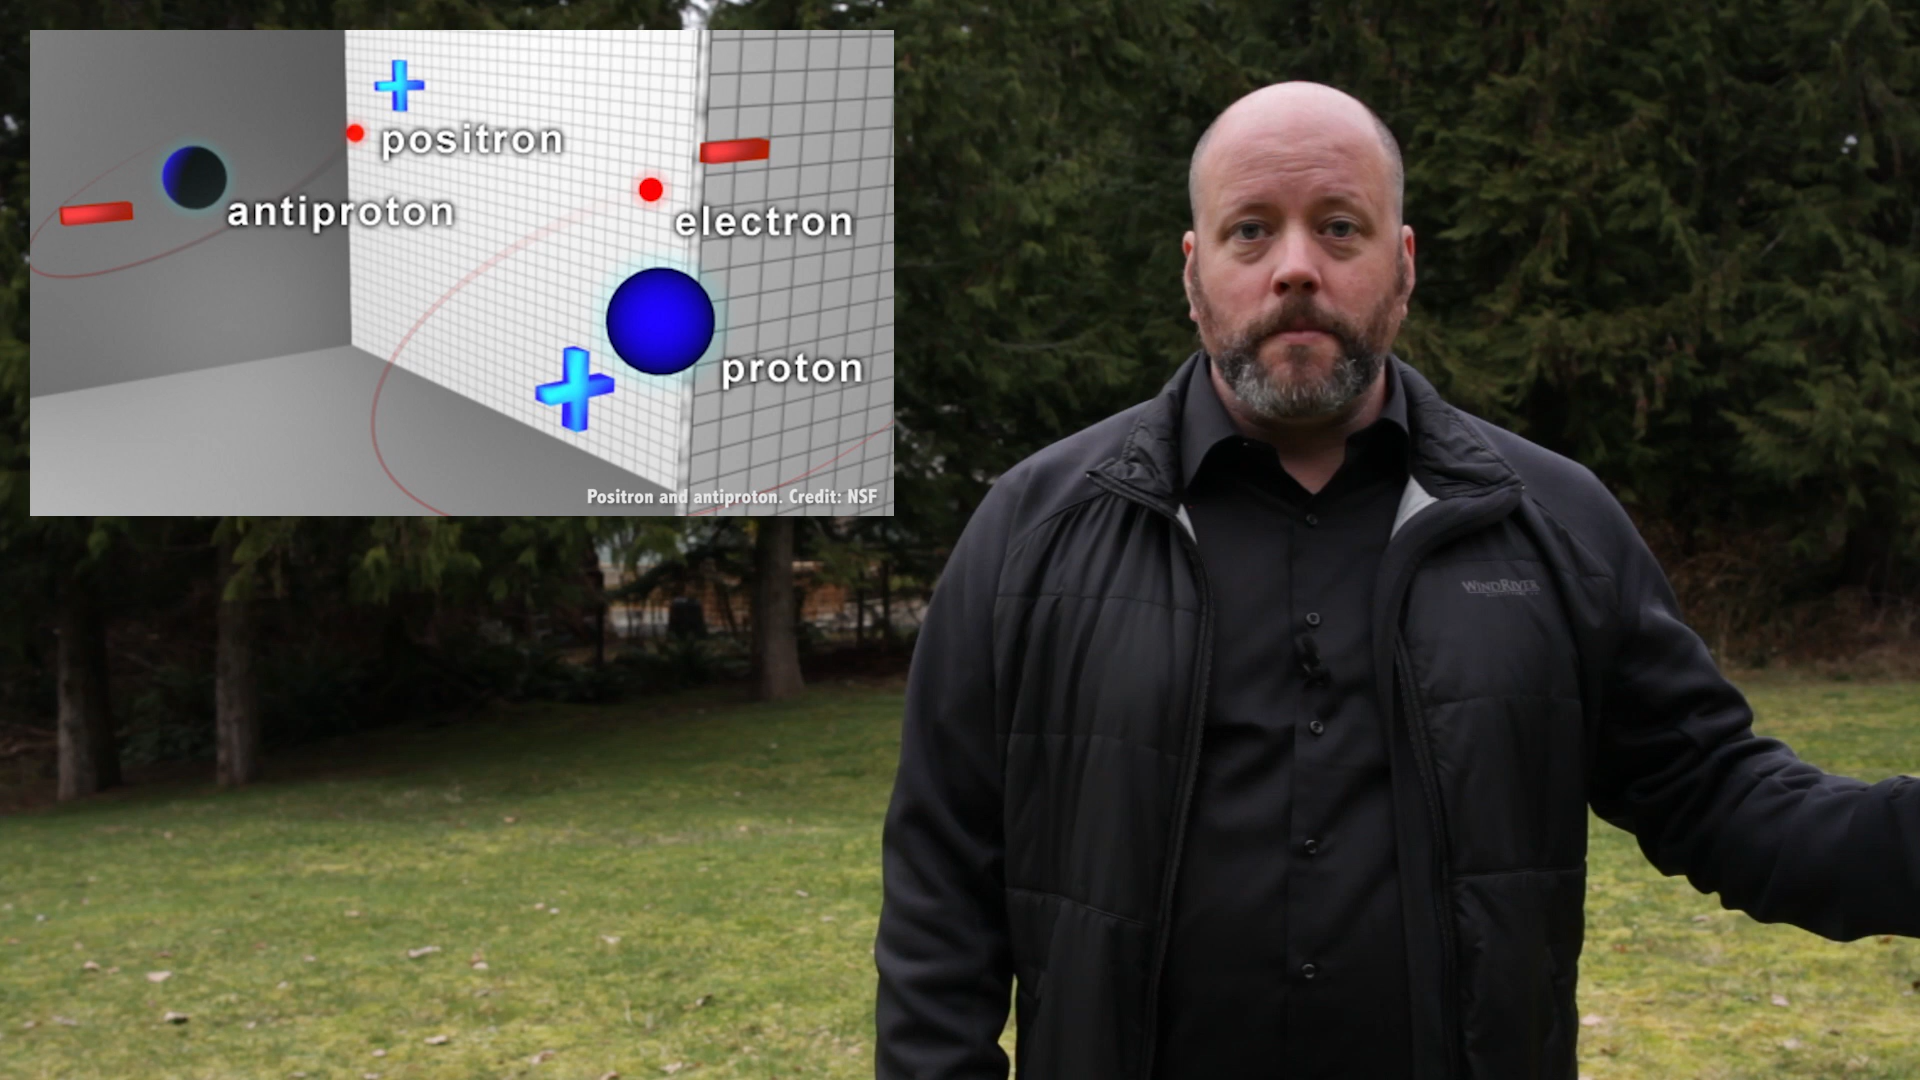 positron
antiproton
electron
proton
Positron and antiproton. Credit: NSF
WINDRIVER